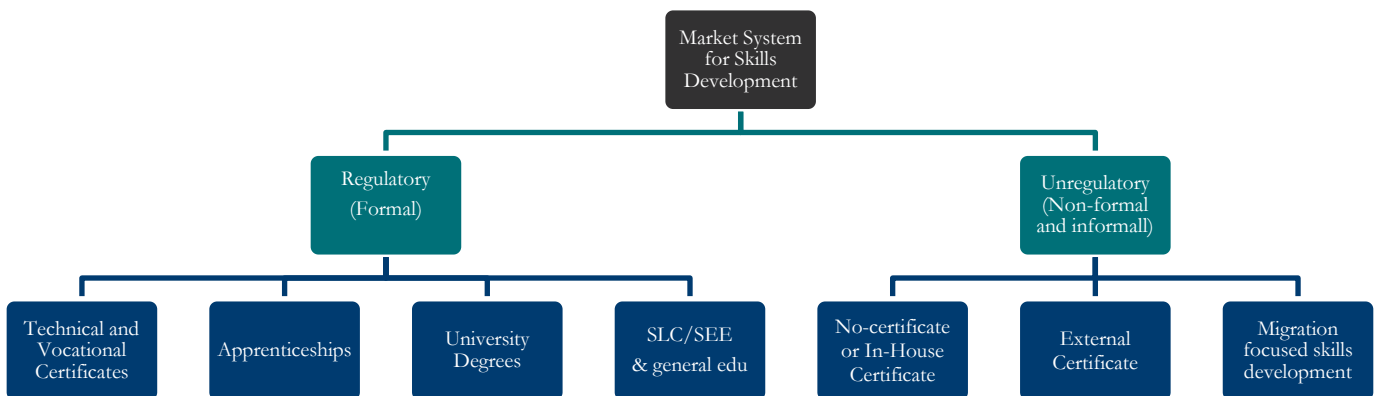 Market System
for Skills
Development
Regulatory
(Formal)
Unregulatory
(Non-formal
and informall)
Technical and
Vocational
Certificates
Apprenticeships
University
Degrees
SLC/SEE
& general edu
No-certificate
or In-House
Certificate
External
Certificate
Migration
focused skills
development